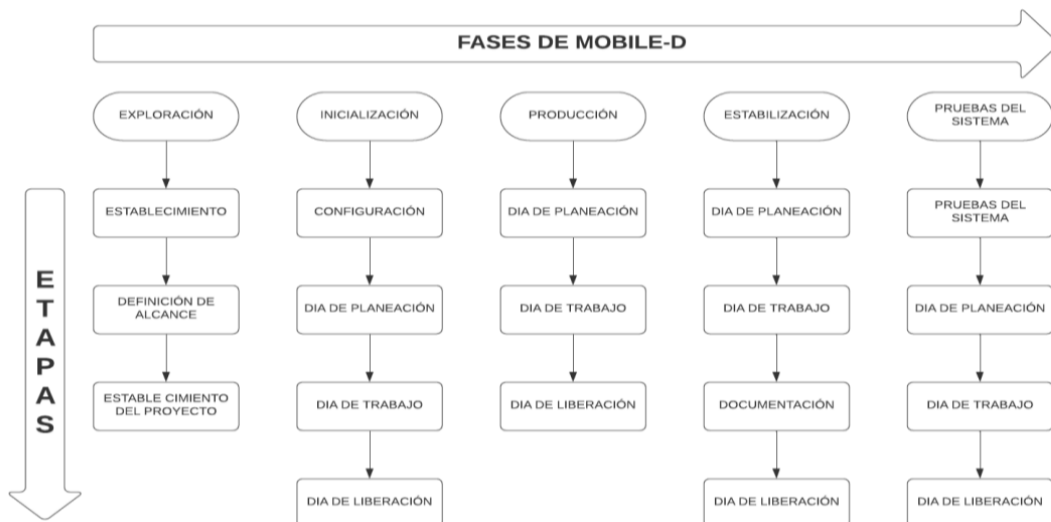 FASES DE MOBILE-D
EXPLORACIÓN
INICIALIZACIÓN
PRODUCCIÓN
ESTABILIZACIÓN
PRUEBAS DEL
SISTEMA
ESTABLECIMIENTO
CONFIGURACIÓN
DIA DE PLANEACIÓN
DIA DE PLANEACIÓN
PRUEBAS DEL
SISTEMA
ETAPAS
DEFINICIÓN DE
ALCANCE
DIA DE PLANEACIÓN
DIA DE TRABAJO
DIA DE TRABAJO
DIA DE PLANEACIÓN
ESTABLE CIMIENTO
DEL PROYECTO
DIA DE TRABAJO
DIA DE LIBERACIÓN
DOCUMENTACIÓN
DIA DE TRABAJO
DIA DE LIBERACIÓN
DIA DE LIBERACIÓN
DIA DE LIBERACIÓN